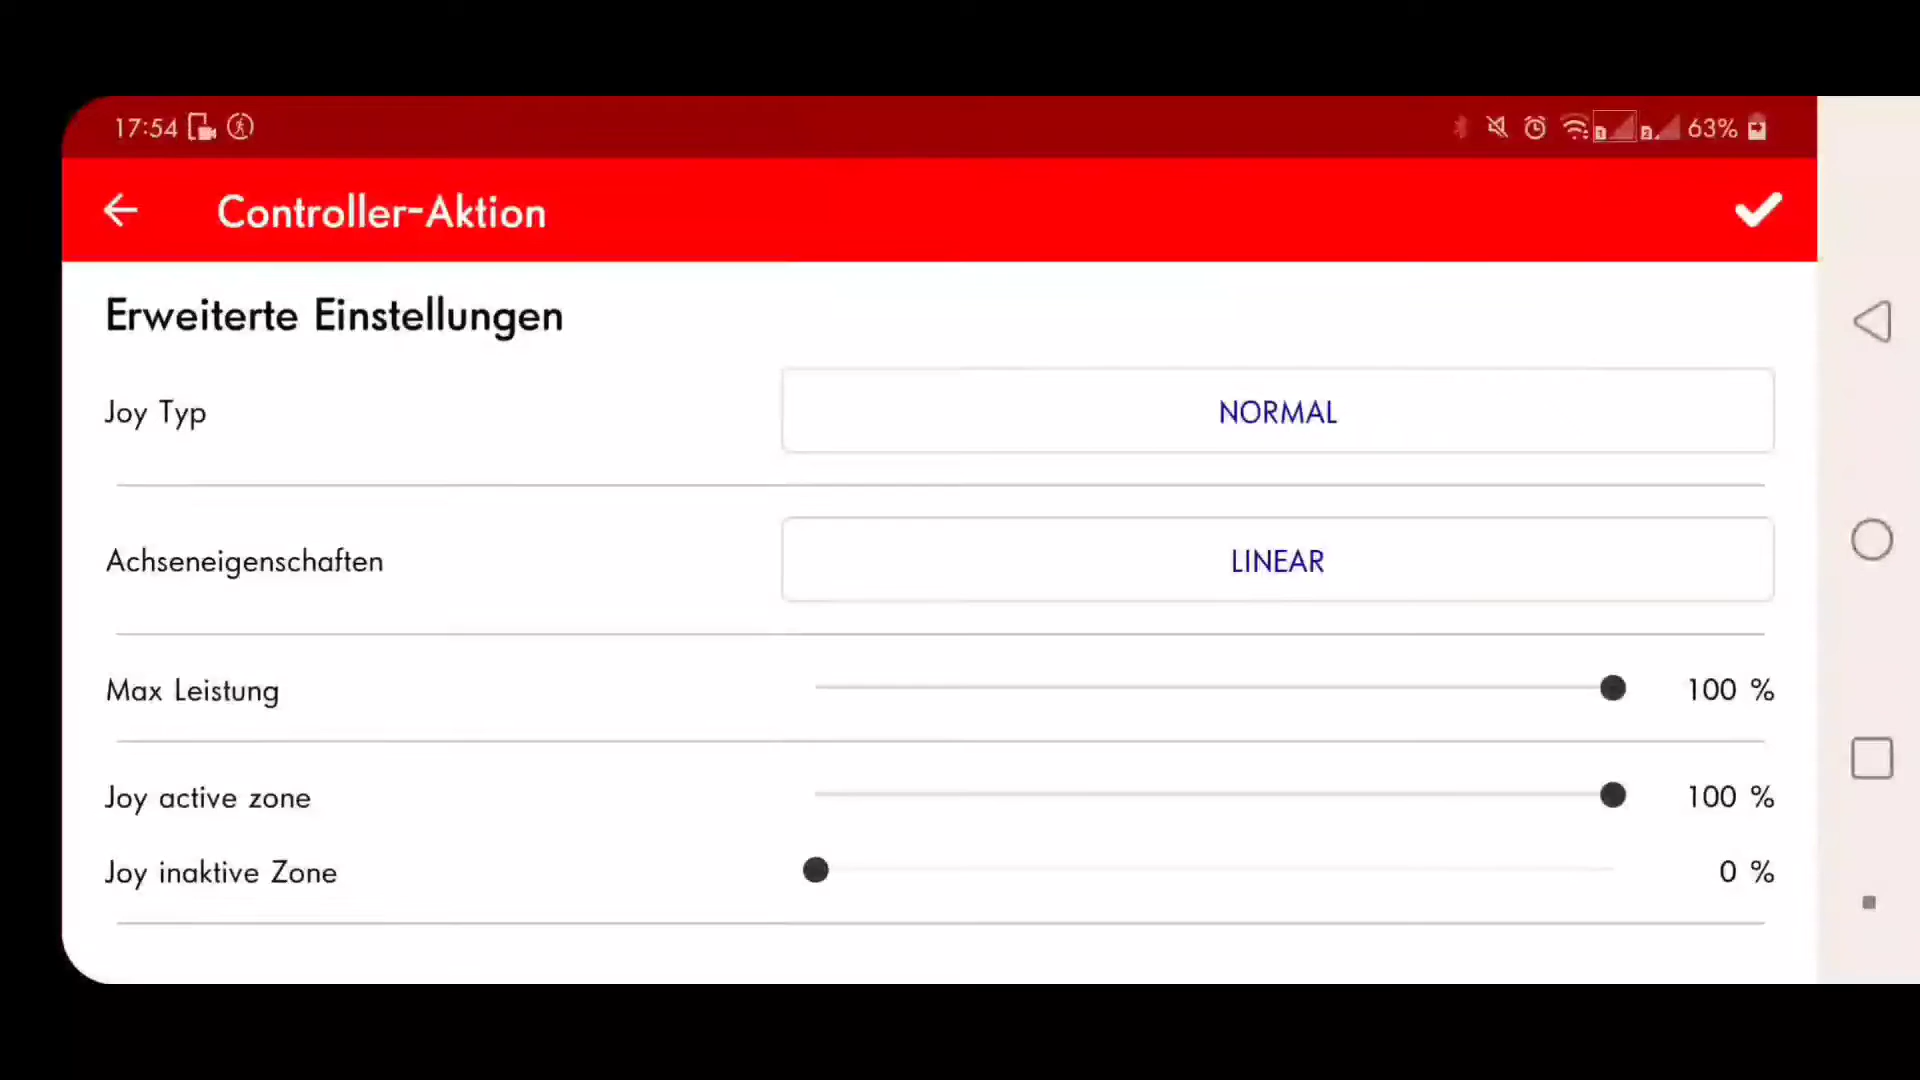 17:54 63%
Controller-Aktion
Erweiterte Einstellungen
Joy Typ NORMAL
Achseneigenschaften LINEAR
Max Leistung 100 %
Joy active zone 100 %
Joy inaktive Zone 0 %